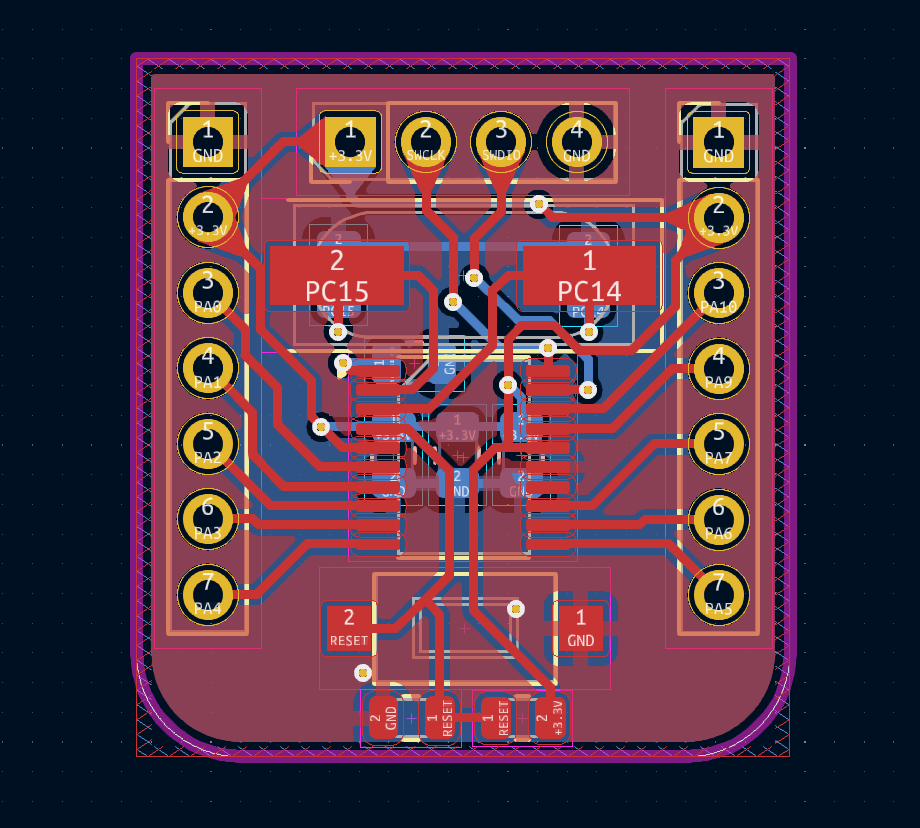 1
GND
1
+3.3V
2
SWCLK
3
SWDIO
4
GND
1
GND
2
+3.3V
2
+3.3V
2
2
2
PC15
1
PC14
3
PA0
3
PA10
4
PA1
4
PA9
1
+3.3V
5
PA2
5
PA7
2
GND
6
PA3
6
PA6
7
PA4
7
PA5
2
RESET
1
GND
2
GND
1
RESET
1
RESET
2
+3.3V